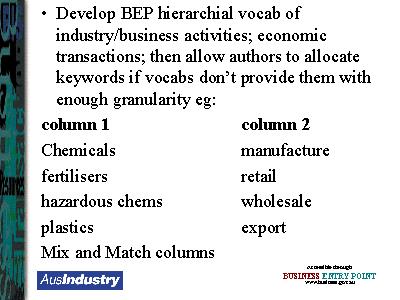 • Develop BEP hierarchial vocab of
industry/business activities; economic
transactions; then allow authors to allocate
keywords if vocabs don't provide them with
enough granularity eg:
column 1 column 2
Chemicals manufacture
fertilisers retail
hazardous chems wholesale
plastics export
Mix and Match columns
AusIndustry
Accessible through
BUSINESS ENTRY POINT
www.business.gov.au